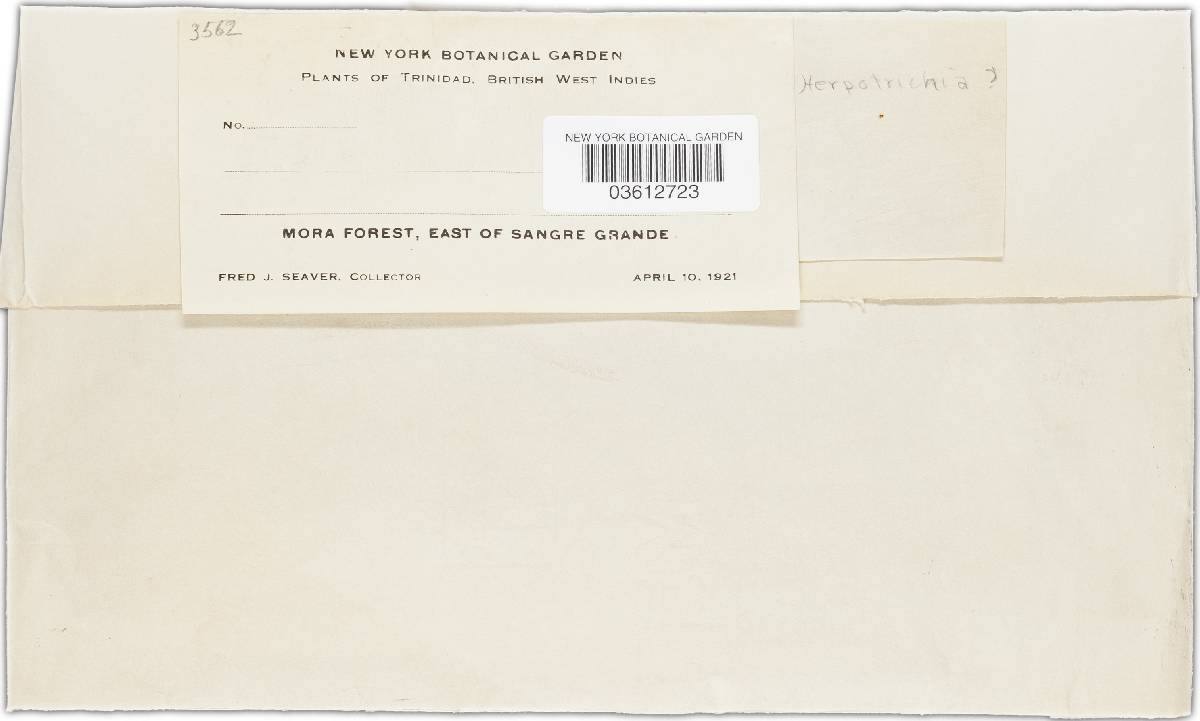 3562
NEW YORK BOTANICAL GARDEN
PLANTS OF TRINIDAD, BRITISH WEST INDIES
No.
NEW YORK BOTANICAL GARDEN
03612723
MORA FOREST, EAST OF SANGRE GRANDE
FRED J. SEAVER, COLLECTOR APRIL 10, 1921
Herpotrichia ?